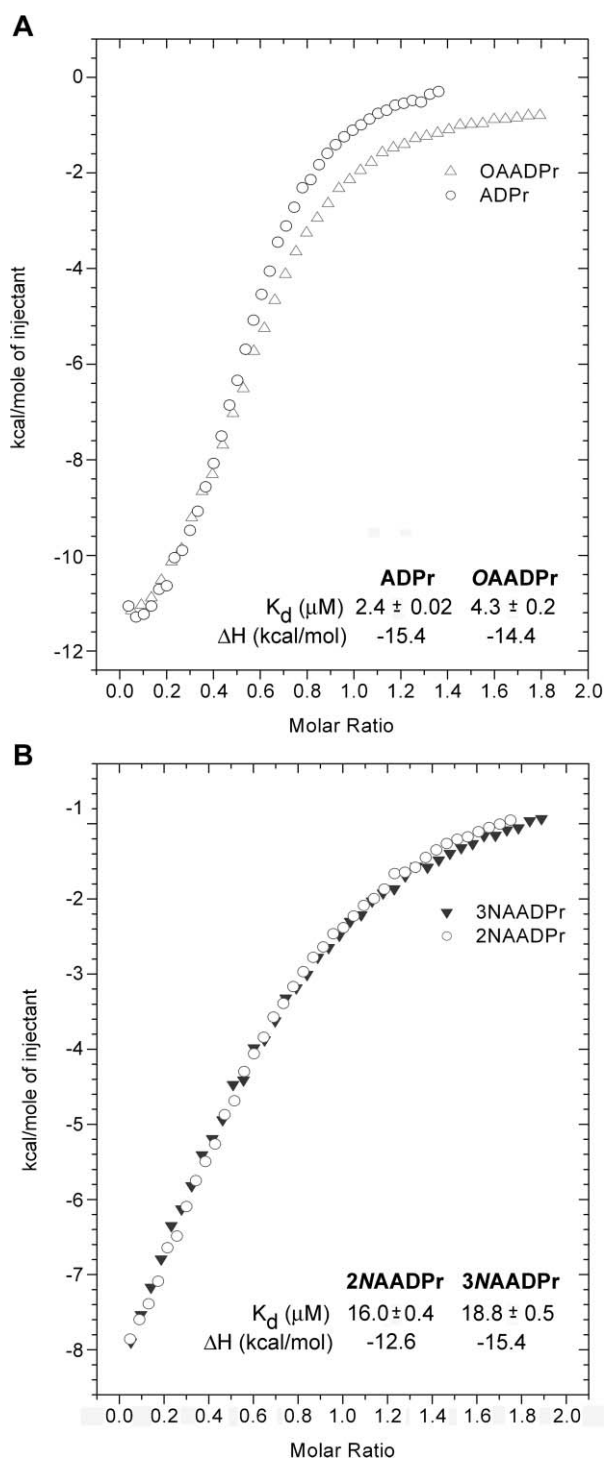 A
0
-2
-4
-6
-8
-10
-12
kcal/mole of injectant
OAADPr
ADPr
ADPr OAADPr
Kd (μM) 2.4 ± 0.02 4.3 ± 0.2
ΔH (kcal/mol) -15.4 -14.4
0.0 0.2 0.4 0.6 0.8 1.0 1.2 1.4 1.6 1.8 2.0
Molar Ratio
B
-1
-2
-3
-4
-5
-6
-7
-8
kcal/mole of injectant
3NAADPr
2NAADPr
2NAADPr 3NAADPr
Kd (μM) 16.0±0.4 18.8 ± 0.5
ΔH (kcal/mol) -12.6 -15.4
0.0 0.2 0.4 0.6 0.8 1.0 1.2 1.4 1.6 1.8 2.0
Molar Ratio